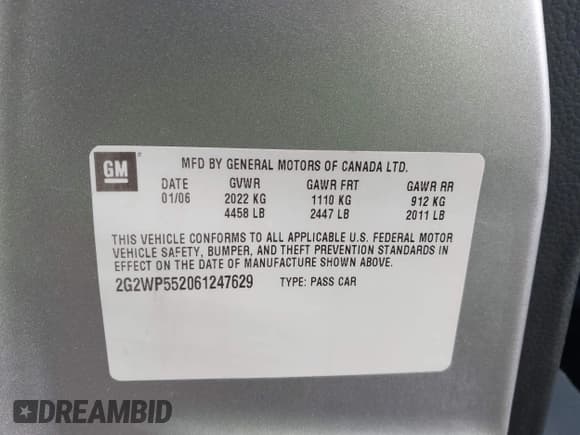 GM
MFD BY GENERAL MOTORS OF CANADA LTD.
DATE GVWR GAWR FRT GAWR RR
01/06 2022 KG 1110 KG 912 KG
4458 LB 2447 LB 2011 LB
THIS VEHICLE CONFORMS TO ALL APPLICABLE U.S. FEDERAL MOTOR
VEHICLE SAFETY, BUMPER, AND THEFT PREVENTION STANDARDS IN
EFFECT ON THE DATE OF MANUFACTURE SHOWN ABOVE.
2G2WP552061247629 TYPE: PASS CAR
DREAMBID